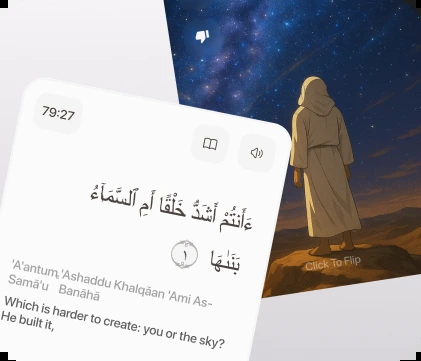 79:27
ءَأَنتُمْ أَشَدُّ خَلْقًا أَمِ ٱلسَّمَآءُ
بَنَىٰهَا ١
'A'antum 'Ashaddu Khalqāan 'Ami As-
Samā'u Banāhā
Which is harder to create: you or the sky?
He built it,
Click To Flip